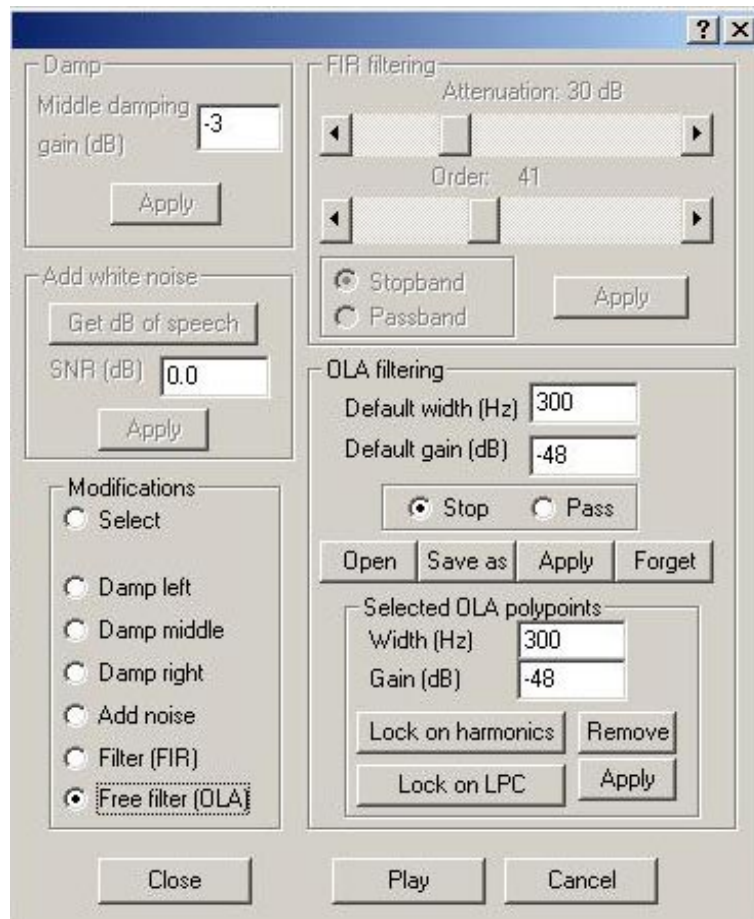 Damp
Middle damping
gain (dB)
-3
Apply
Add white noise
Get dB of speech
SNR (dB)
0.0
Apply
Modifications
Select
Damp left
Damp middle
Damp right
Add noise
Filter (FIR)
Free filter (OLA)
FIR filtering
Attenuation: 30 dB
Order: 41
Stopband
Passband
Apply
OLA filtering
Default width (Hz) 300
Default gain (dB) -48
Stop Pass
Open Save as Apply Forget
Selected OLA polypoints
Width (Hz) 300
Gain (dB) -48
Lock on harmonics Remove
Lock on LPC Apply
Close Play Cancel